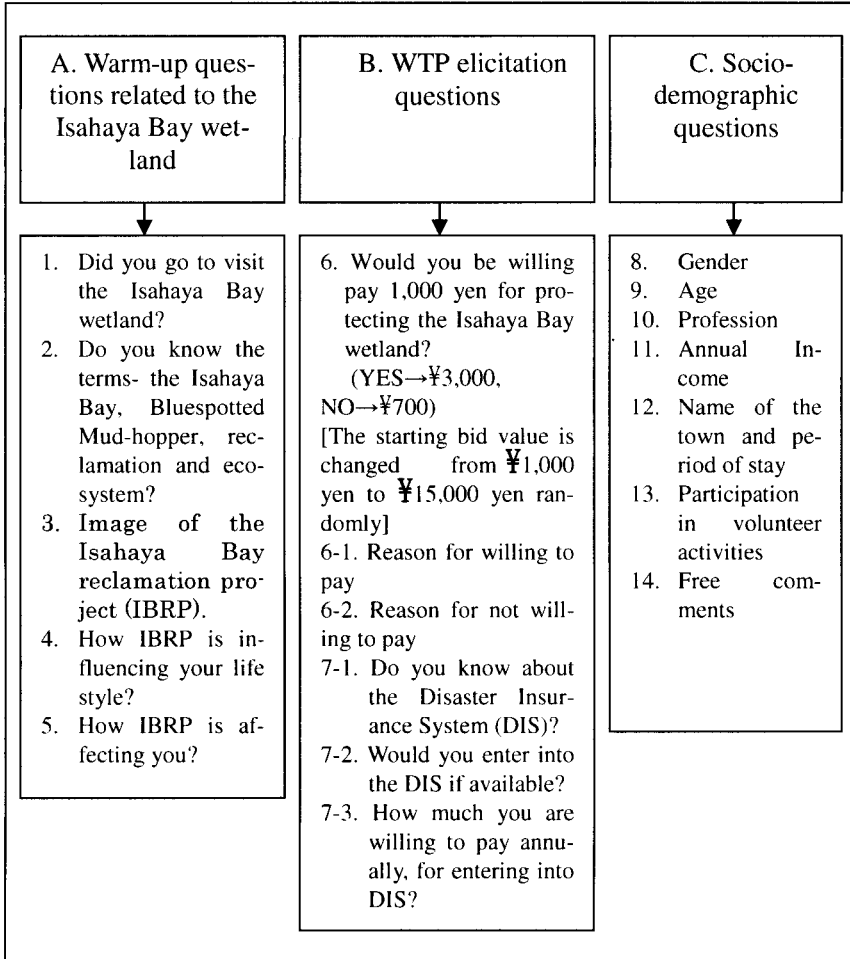 A. Warm-up ques-
tions related to the
Isahaya Bay wet-
land
B. WTP elicitation
questions
C. Socio-
demographic
questions
1. Did you go to visit
the Isahaya Bay
wetland?
2. Do you know the
terms- the Isahaya
Bay, Bluespotted
Mud-hopper, rec-
lamation and eco-
system?
3. Image of the
Isahaya Bay
reclamation pro-
ject (IBRP).
4. How IBRP is in-
fluencing your life
style?
5. How IBRP is af-
fecting you?
6. Would you be willing
pay 1,000 yen for pro-
tecting the Isahaya Bay
wetland?
(YES→¥3,000,
NO→¥700)
[The starting bid value is
changed from ¥1,000
yen to ¥15,000 yen ran-
domly]
6-1. Reason for willing to
pay
6-2. Reason for not will-
ing to pay
7-1. Do you know about
the Disaster Insur-
ance System (DIS)?
7-2. Would you enter into
the DIS if available?
7-3. How much you are
willing to pay annu-
ally, for entering into
DIS?
8. Gender
9. Age
10. Profession
11. Annual In-
come
12. Name of the
town and pe-
riod of stay
13. Participation
in volunteer
activities
14. Free com-
ments